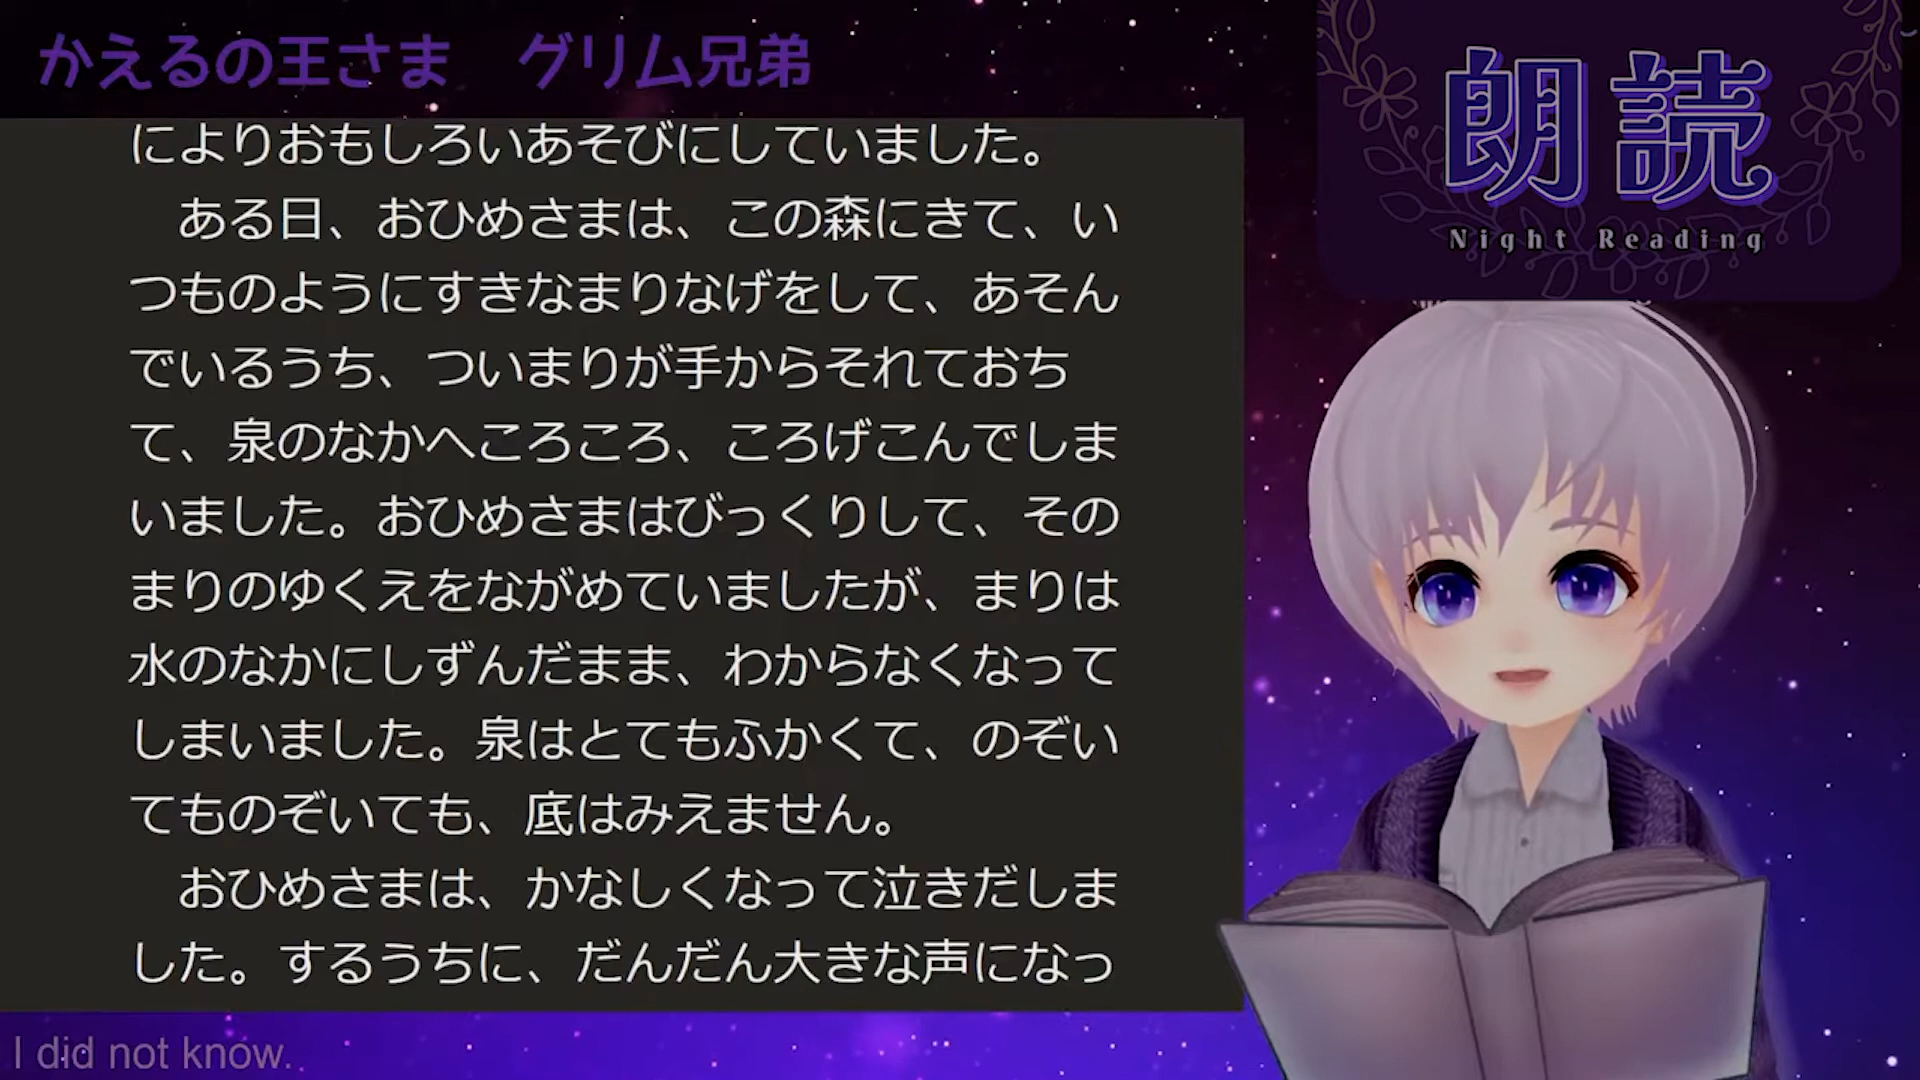 かえるの王さま　グリム兄弟
朗読
Night Reading
によりおもしろいあそびにしていました。
　ある日、おひめさまは、この森にきて、い
つものようにすきなまりなげをして、あそん
でいるうち、ついまりが手からそれておち
て、泉のなかへころころ、ころげこんでしま
いました。おひめさまはびっくりして、その
まりのゆくえをながめていましたが、まりは
水のなかにしずんだまま、わからなくなって
しまいました。泉はとてもふかくて、のぞい
てものぞいても、底はみえません。
　おひめさまは、かなしくなって泣きだしま
した。するうちに、だんだん大きな声になっ
I did not know.